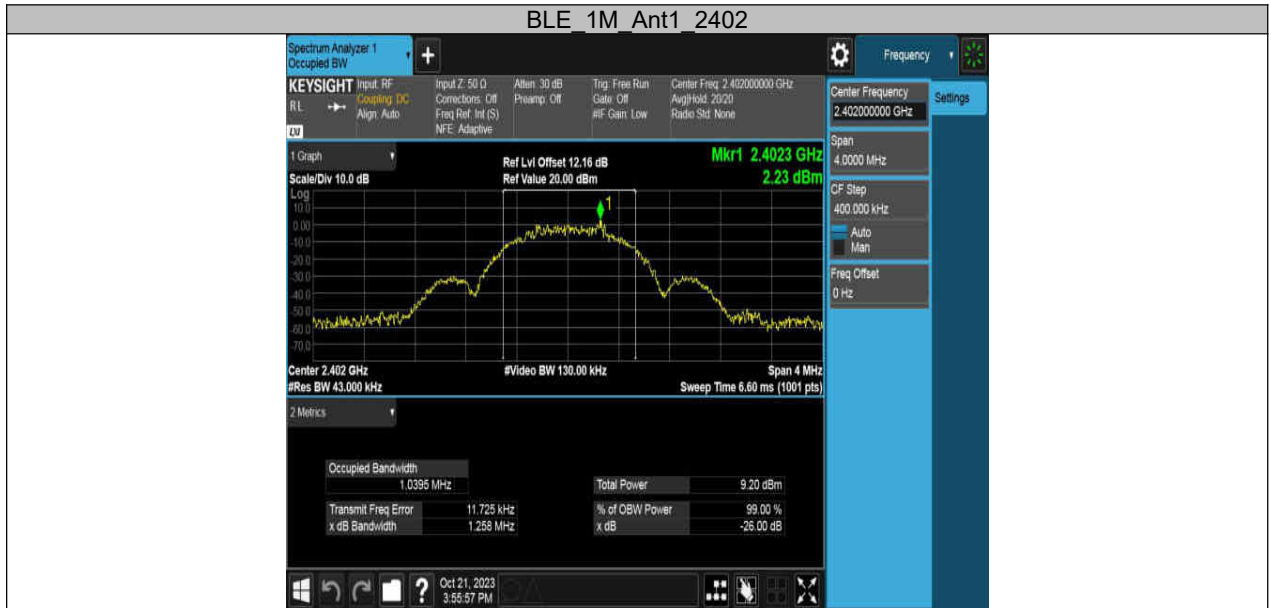 BLE_1M_Ant1_2402
Spectrum Analyzer 1
Occupied BW
+
Frequency
KEYSIGHT
RL
LXI
Input: RF
Coupling: DC
Align: Auto
Input Z: 50 Ω
Corrections: Off
Freq Ref: Int (S)
NFE: Adaptive
Atten: 30 dB
Preamp: Off
Trig: Free Run
Gate: Off
#IF Gain: Low
Center Freq: 2.402000000 GHz
Avg|Hold: 20/20
Radio Std: None
Center Frequency
2.402000000 GHz
Settings
Span
4.0000 MHz
CF Step
400.000 kHz
Auto
Man
Freq Offset
0 Hz
1 Graph
Scale/Div 10.0 dB
Ref Lvl Offset 12.16 dB
Ref Value 20.00 dBm
Mkr1 2.4023 GHz
2.23 dBm
Log
10.0
0.00
-10.0
-20.0
-30.0
-40.0
-50.0
-60.0
-70.0
1
Center 2.402 GHz
#Video BW 130.00 kHz
Span 4 MHz
#Res BW 43.000 kHz
Sweep Time 6.60 ms (1001 pts)
2 Metrics
Occupied Bandwidth
1.0395 MHz
Total Power 9.20 dBm
Transmit Freq Error 11.725 kHz
% of OBW Power 99.00 %
x dB Bandwidth 1.258 MHz
x dB -26.00 dB
?
Oct 21, 2023
3:55:57 PM